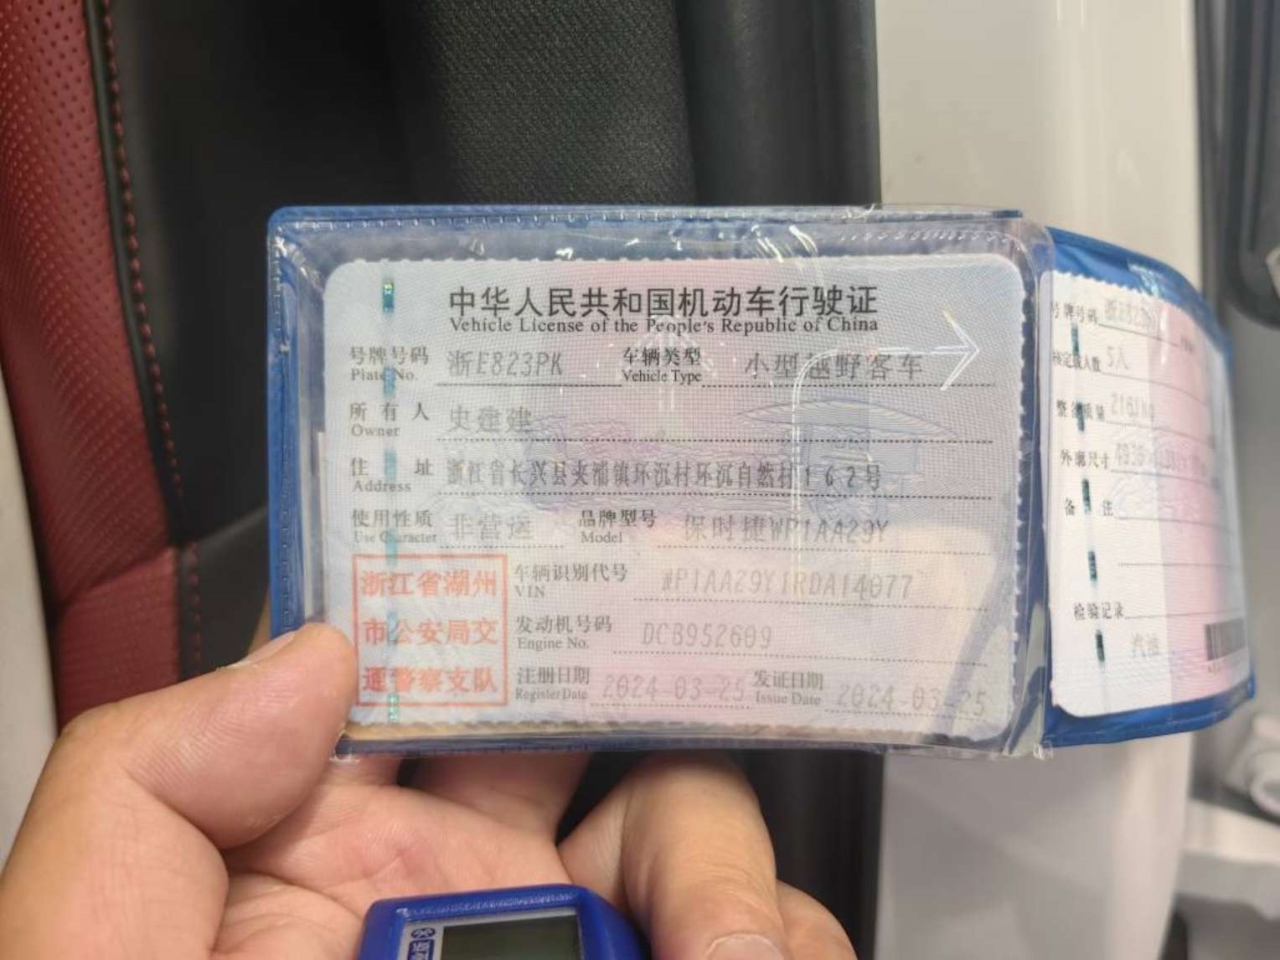 中华人民共和国机动车行驶证
Vehicle License of the People's Republic of China
号牌号码 浙E823PK 车辆类型 小型越野客车
Plate No. Vehicle Type
所有人 史建建
Owner
住址 浙江省长兴县夹浦镇环沉村环沉自然村162号
Address
使用性质 非营运 品牌型号 保时捷WP1AA29Y
Use Character Model
浙江省湖州
市公安局交
通警察支队
车辆识别代号 WP1AA29Y1RDA14077
VIN
发动机号码 DCB952609
Engine No.
注册日期 2024-03-25 发证日期 2024-03-25
Register Date Issue Date
号牌号码 浙E823
核定载人数 5人
整备质量
外廓尺寸
备注
检验记录
汽油